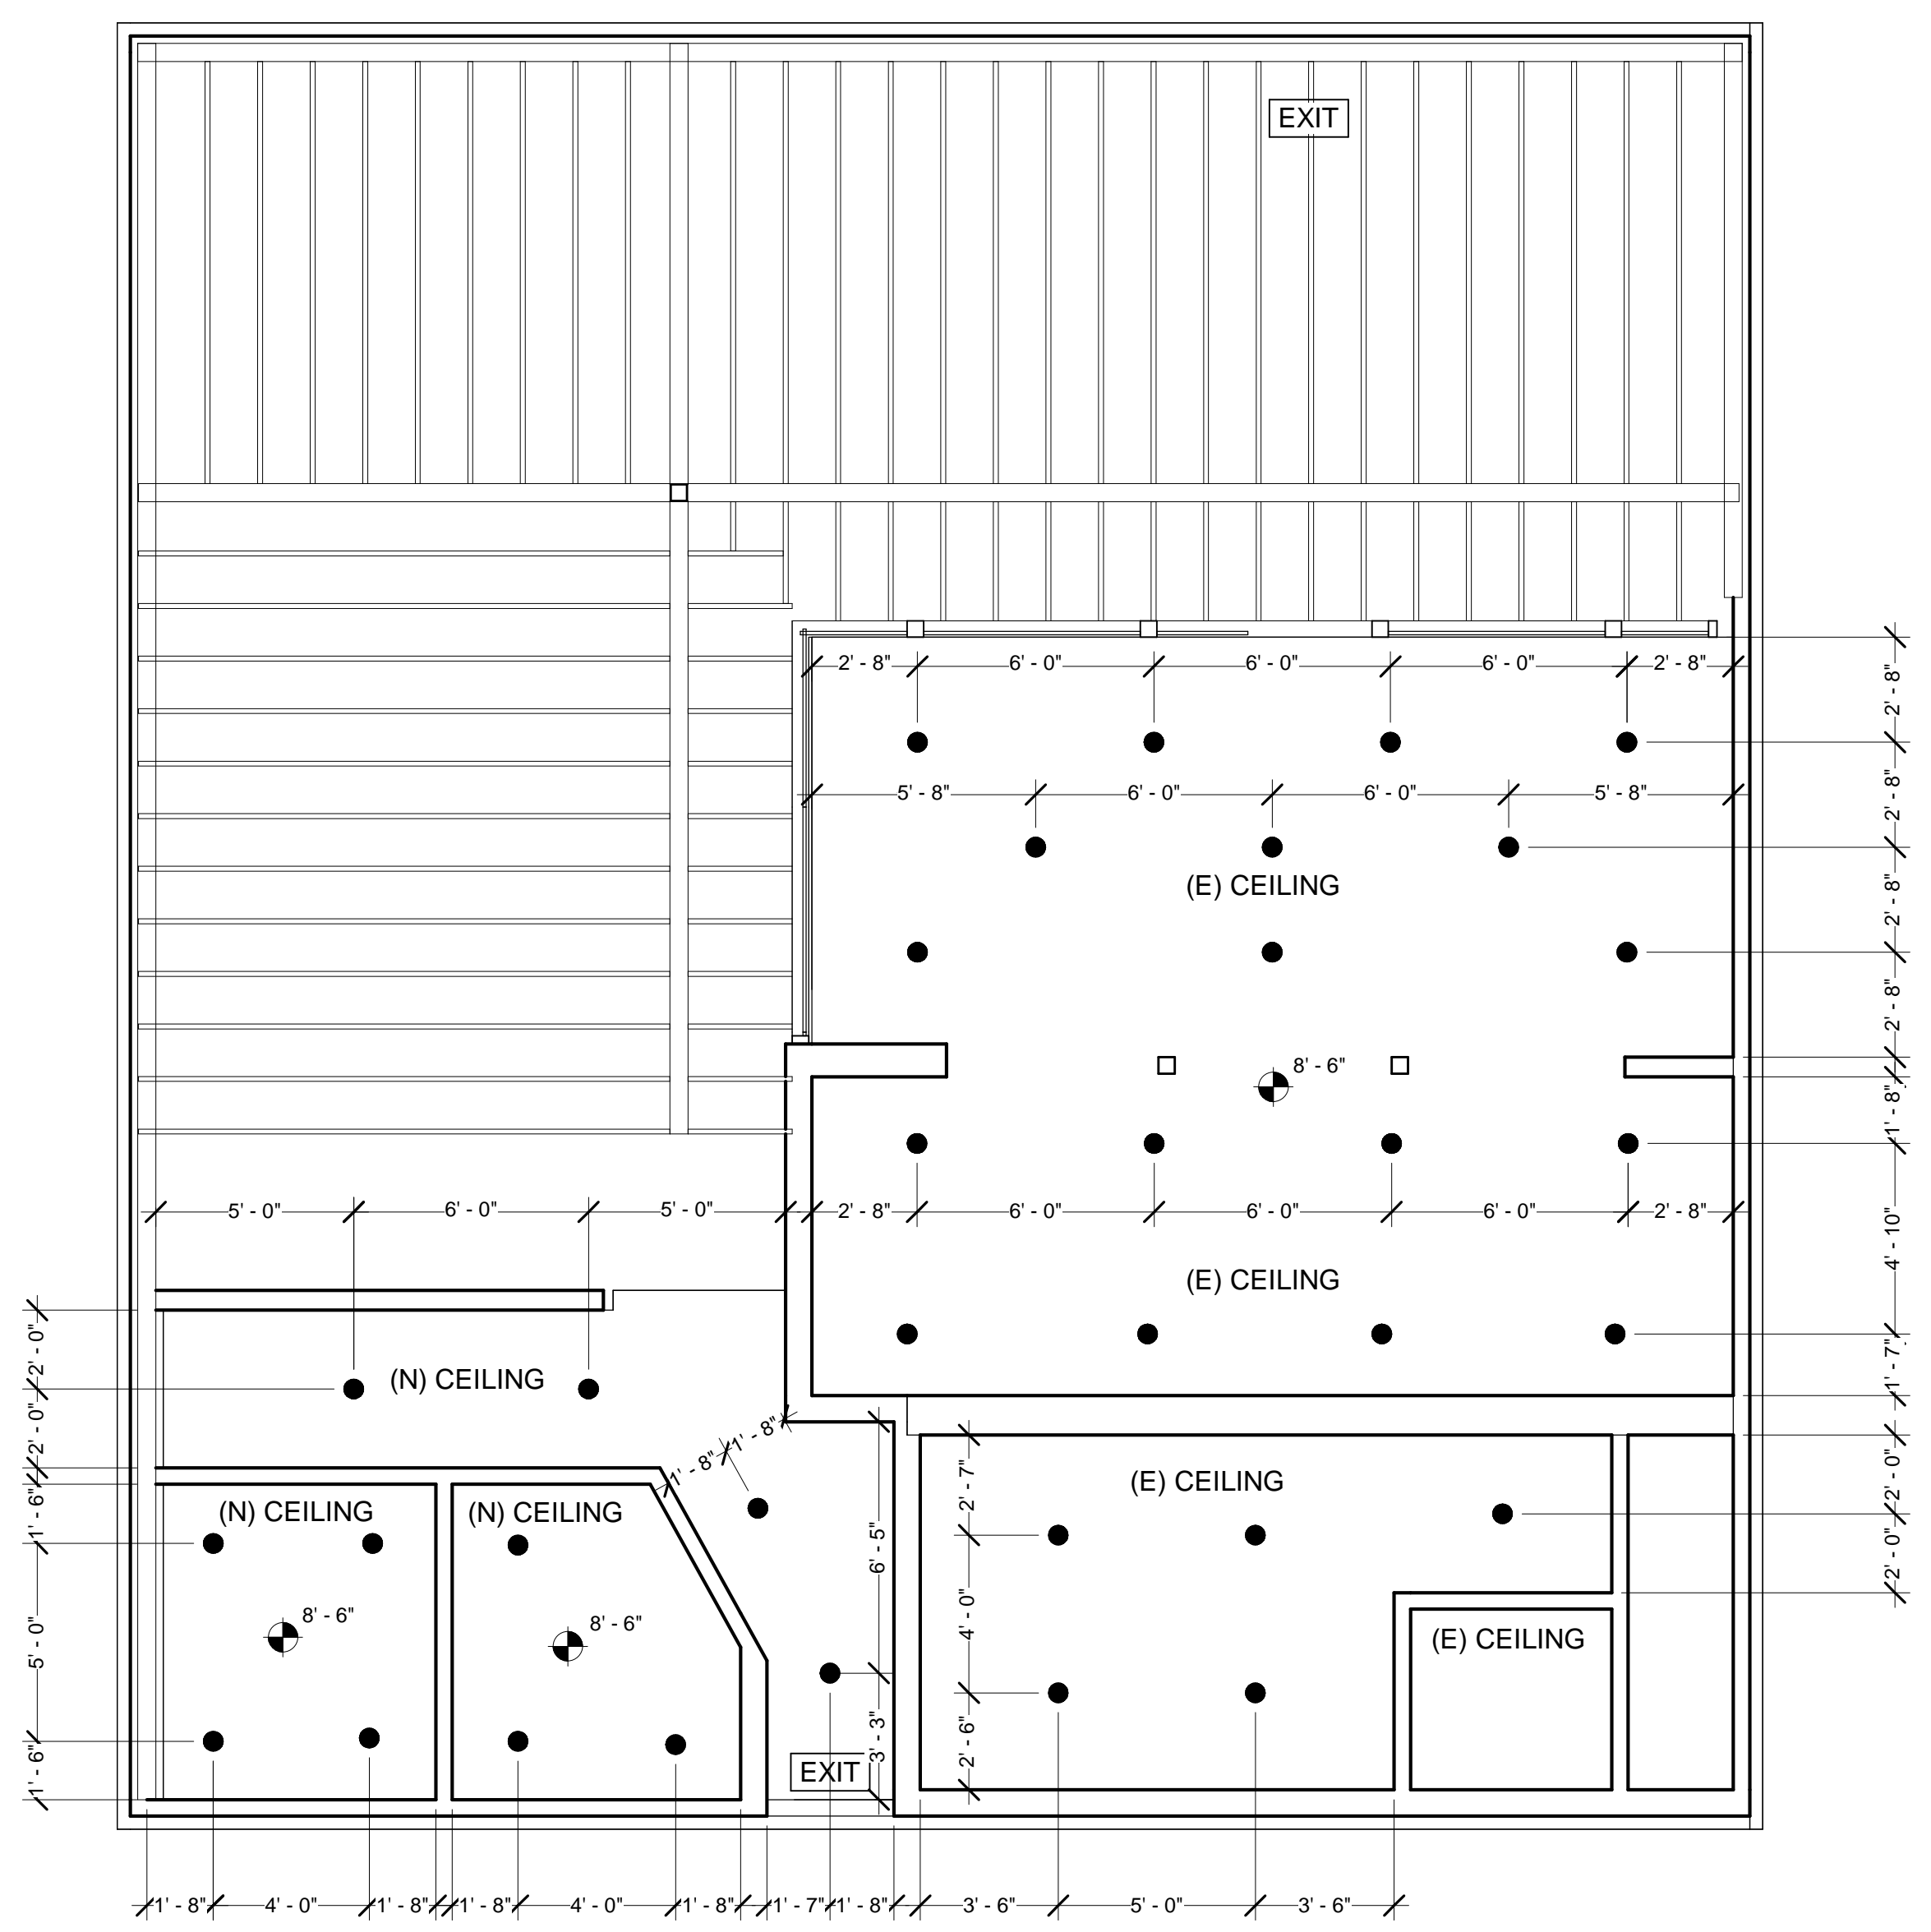 EXIT
2' - 8" 6' - 0" 6' - 0" 6' - 0" 2' - 8"
2' - 8"
5' - 8" 6' - 0" 6' - 0" 5' - 8"
2' - 8"
(E) CEILING
2' - 8"
2' - 8"
8' - 6"
1' - 8"
5' - 0" 6' - 0" 5' - 0" 2' - 8" 6' - 0" 6' - 0" 6' - 0" 2' - 8"
4' - 10"
(E) CEILING
2' - 0"
(N) CEILING
1' - 7"
2' - 0"
1' - 8"
1' - 8"
(E) CEILING
2' - 7"
2' - 0"
(N) CEILING
(N) CEILING
1' - 6"
6' - 5"
2' - 0"
8' - 6"
8' - 6"
5' - 0"
4' - 0"
(E) CEILING
3' - 3"
2' - 6"
1' - 6"
EXIT
1' - 8" 4' - 0" 1' - 8" 1' - 8" 4' - 0" 1' - 8" 1' - 7" 1' - 8" 3' - 6" 5' - 0" 3' - 6"